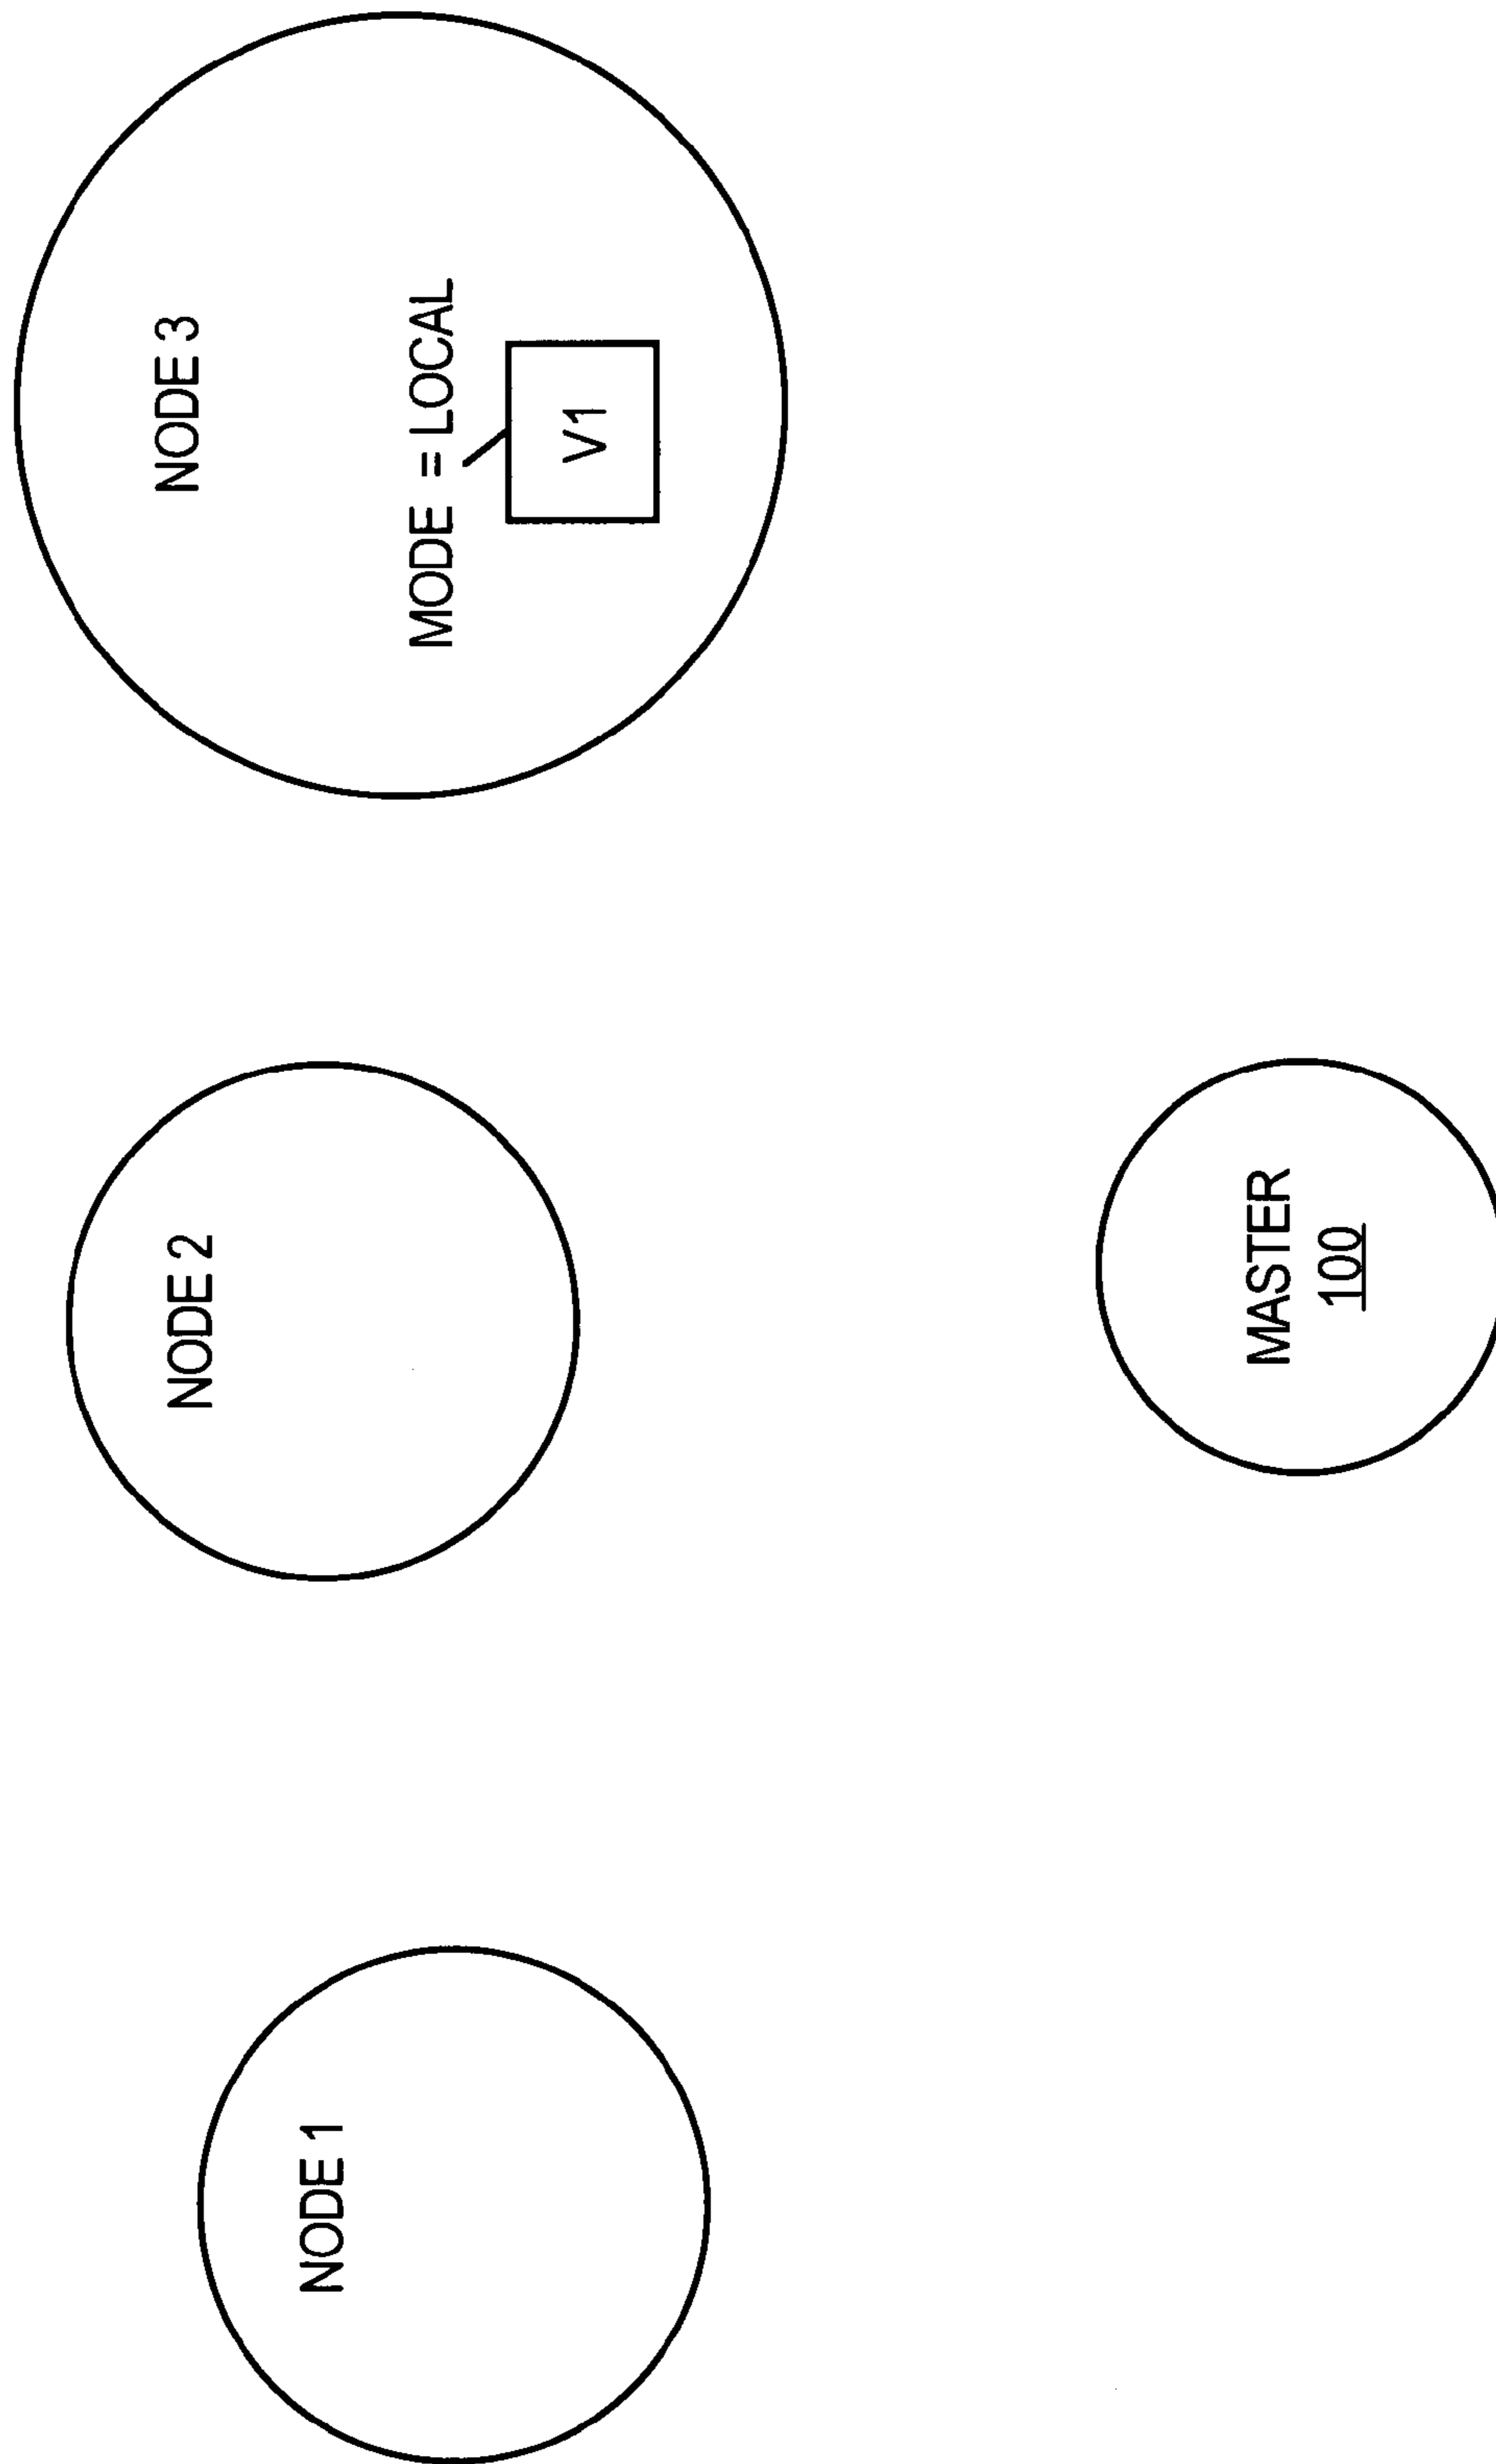 NODE 1
NODE 2
NODE 3
MODE = LOCAL
V1
MASTER
100